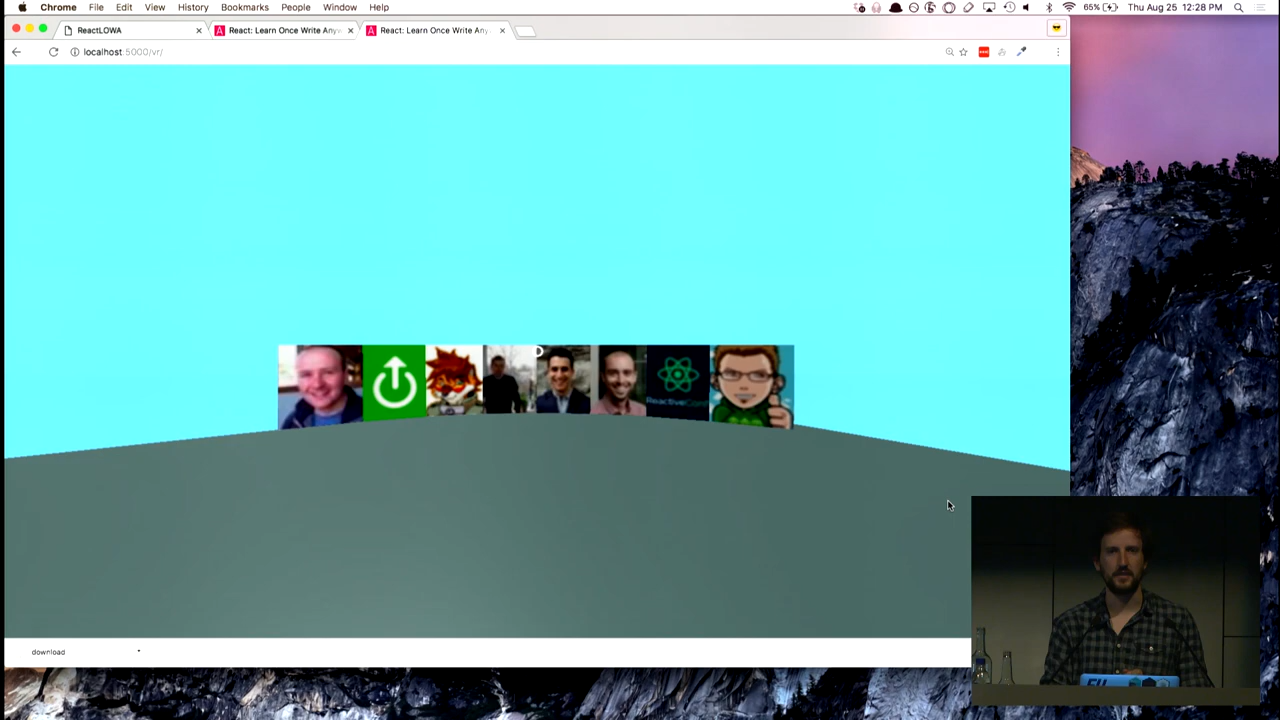 Chrome File Edit View History Bookmarks People Window Help 65% Thu Aug 25 12:28 PM
ReactLOWA React: Learn Once Write Any React: Learn Once Write Any
localhost:5000/vr/
download